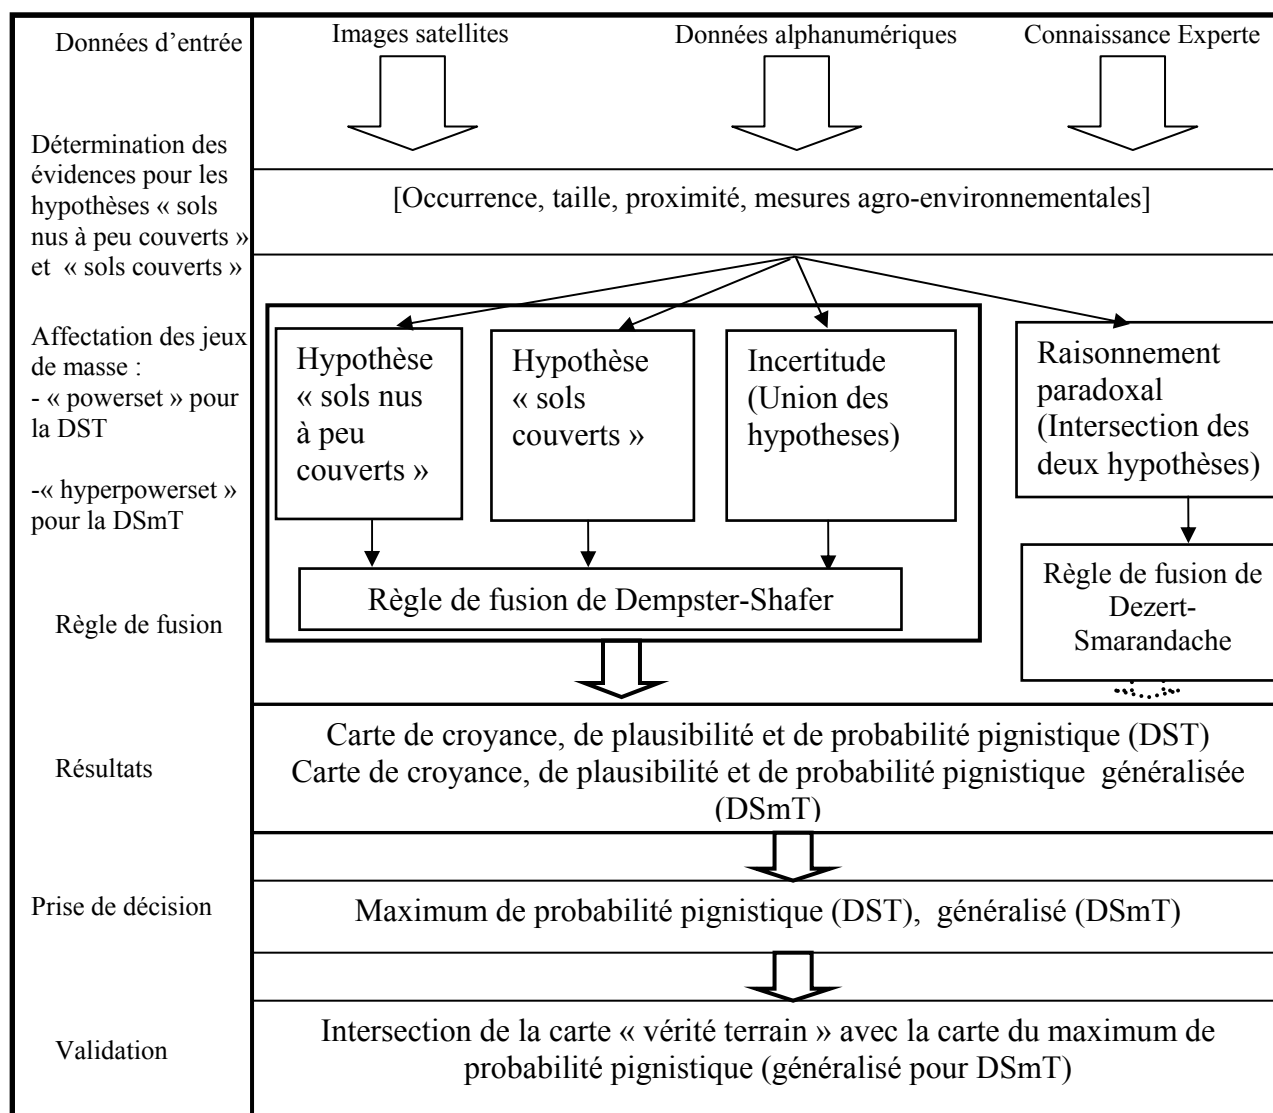 Données d'entrée
Images satellites
Données alphanumériques
Connaissance Experte
Détermination des
évidences pour les
hypothèses « sols
nus à peu couverts »
et « sols couverts »
[Occurrence, taille, proximité, mesures agro-environnementales]
Affectation des jeux
de masse :
- « powerset » pour
la DST
-« hyperpowerset »
pour la DSmT
Hypothèse
« sols nus
à peu
couverts »
Hypothèse
« sols
couverts »
Incertitude
(Union des
hypotheses)
Raisonnement
paradoxal
(Intersection des
deux hypothèses)
Règle de fusion
Règle de fusion de Dempster-Shafer
Règle de fusion de
Dezert-
Smarandache
Résultats
Carte de croyance, de plausibilité et de probabilité pignistique (DST)
Carte de croyance, de plausibilité et de probabilité pignistique généralisée
(DSmT)
Prise de décision
Maximum de probabilité pignistique (DST), généralisé (DSmT)
Validation
Intersection de la carte « vérité terrain » avec la carte du maximum de
probabilité pignistique (généralisé pour DSmT)